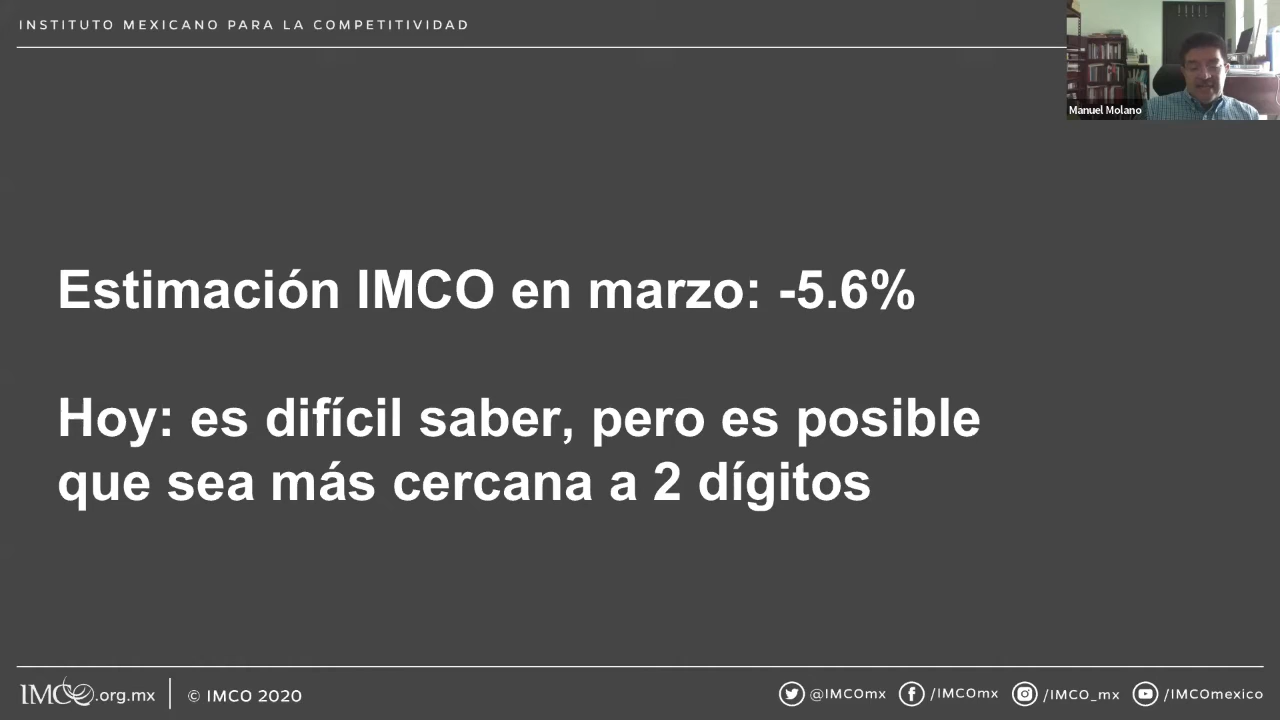 INSTITUTO MEXICANO PARA LA COMPETITIVIDAD
Manuel Molano
Estimación IMCO en marzo: -5.6%
Hoy: es difícil saber, pero es posible
que sea más cercana a 2 dígitos
IMCO.org.mx | © IMCO 2020 @IMCOmx /IMCOmx /IMCO_mx /IMCOmexico